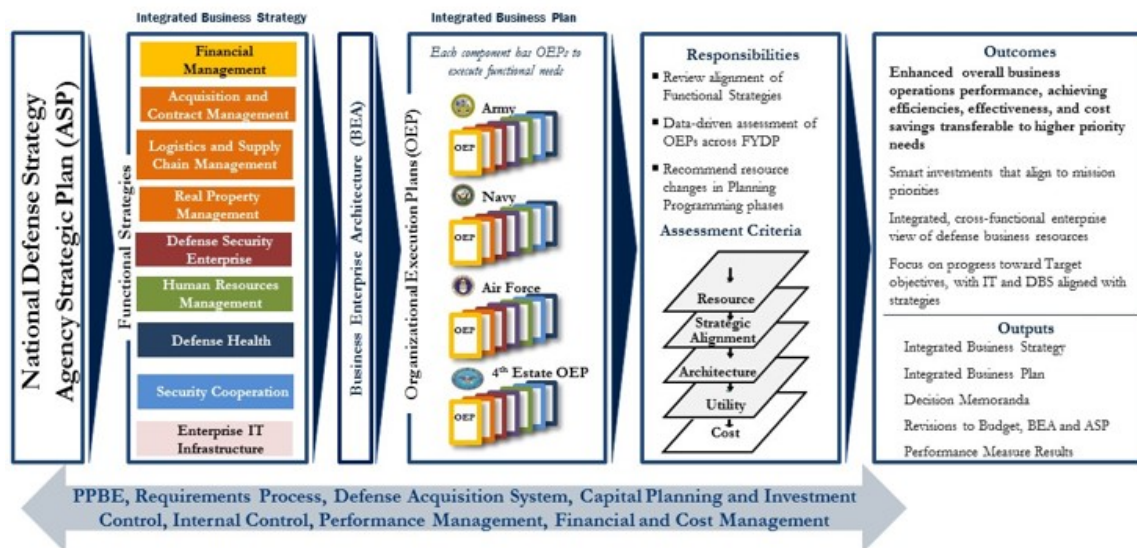 Integrated Business Strategy
Integrated Business Plan
National Defense Strategy
Agency Strategic Plan (ASP)
Functional Strategies
Financial
Management
Acquisition and
Contract Management
Logistics and Supply
Chain Management
Real Property
Management
Defense Security
Enterprise
Human Resources
Management
Defense Health
Security Cooperation
Enterprise IT
Infrastructure
Business Enterprise Architecture (BEA)
Organizational Execution Plans (OEP)
Each component has OEPs to
execute functional needs
Army
OEP
Navy
OEP
Air Force
OEP
4th Estate OEP
OEP
Responsibilities
▪ Review alignment of
Functional Strategies
▪ Data-driven assessment of
OEPs across FYDP
▪ Recommend resource
changes in Planning
Programming phases
Assessment Criteria
Resource
Strategic
Alignment
Architecture
Utility
Cost
Outcomes
Enhanced overall business
operations performance, achieving
efficiencies, effectiveness, and cost
savings transferable to higher priority
needs
Smart investments that align to mission
priorities
Integrated, cross-functional enterprise
view of defense business resources
Focus on progress toward Target
objectives, with IT and DBS aligned with
strategies
Outputs
Integrated Business Strategy
Integrated Business Plan
Decision Memoranda
Revisions to Budget, BEA and ASP
Performance Measure Results
PPBE, Requirements Process, Defense Acquisition System, Capital Planning and Investment
Control, Internal Control, Performance Management, Financial and Cost Management